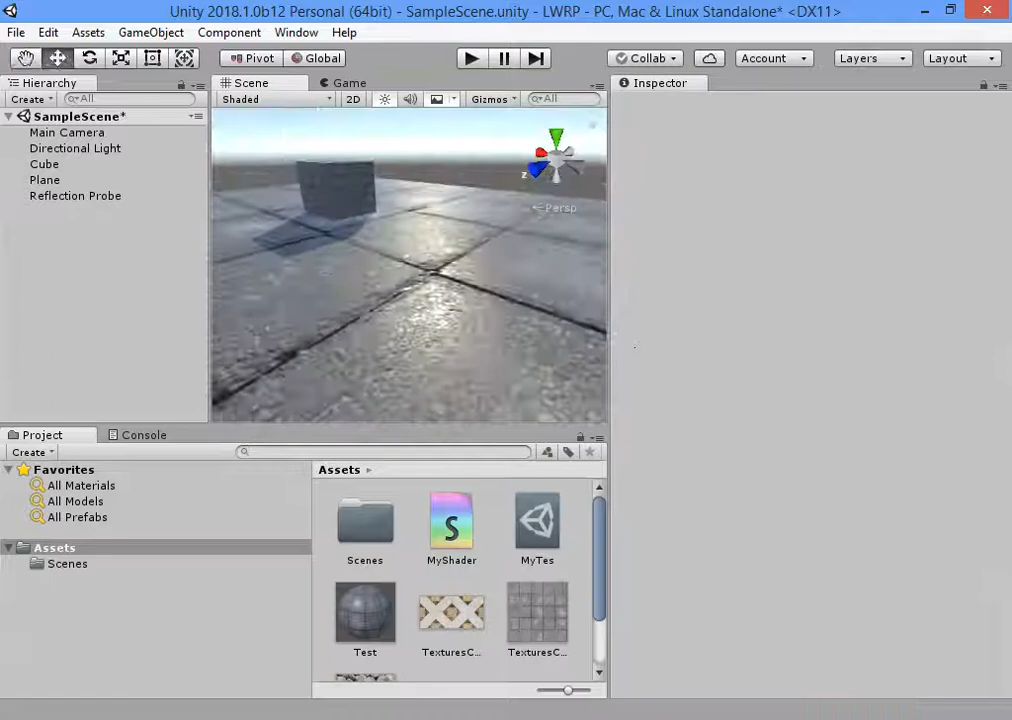 Unity 2018.1.0b12 Personal (64bit) - SampleScene.unity - LWRP - PC, Mac & Linux Standalone* <DX11>
File Edit Assets GameObject Component Window Help
Pivot Global Collab Account Layers Layout
Hierarchy Scene Game Inspector
Create All Shaded 2D Gizmos All
SampleScene*
Main Camera
Directional Light
Cube
Plane
Reflection Probe
z
Persp
Project Console
Create
Favorites
All Materials
All Models
All Prefabs
Assets
Scenes
Assets
Scenes MyShader MyTes
S
Test TexturesC... TexturesC...